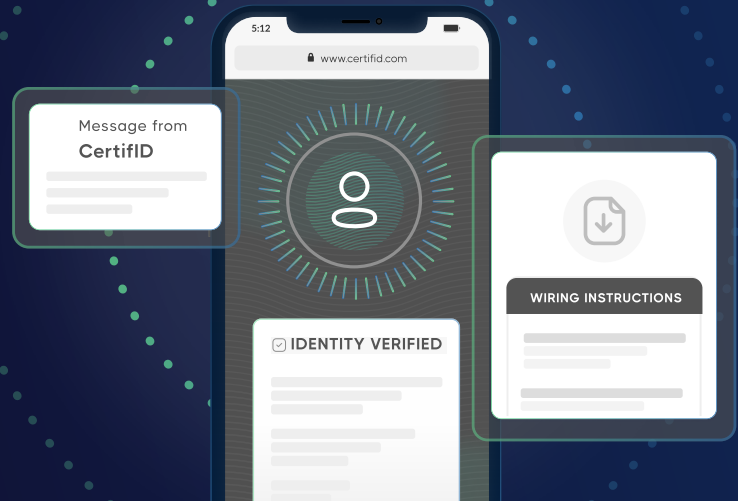 5:12
www.certifid.com
Message from
CertifID
IDENTITY VERIFIED
WIRING INSTRUCTIONS